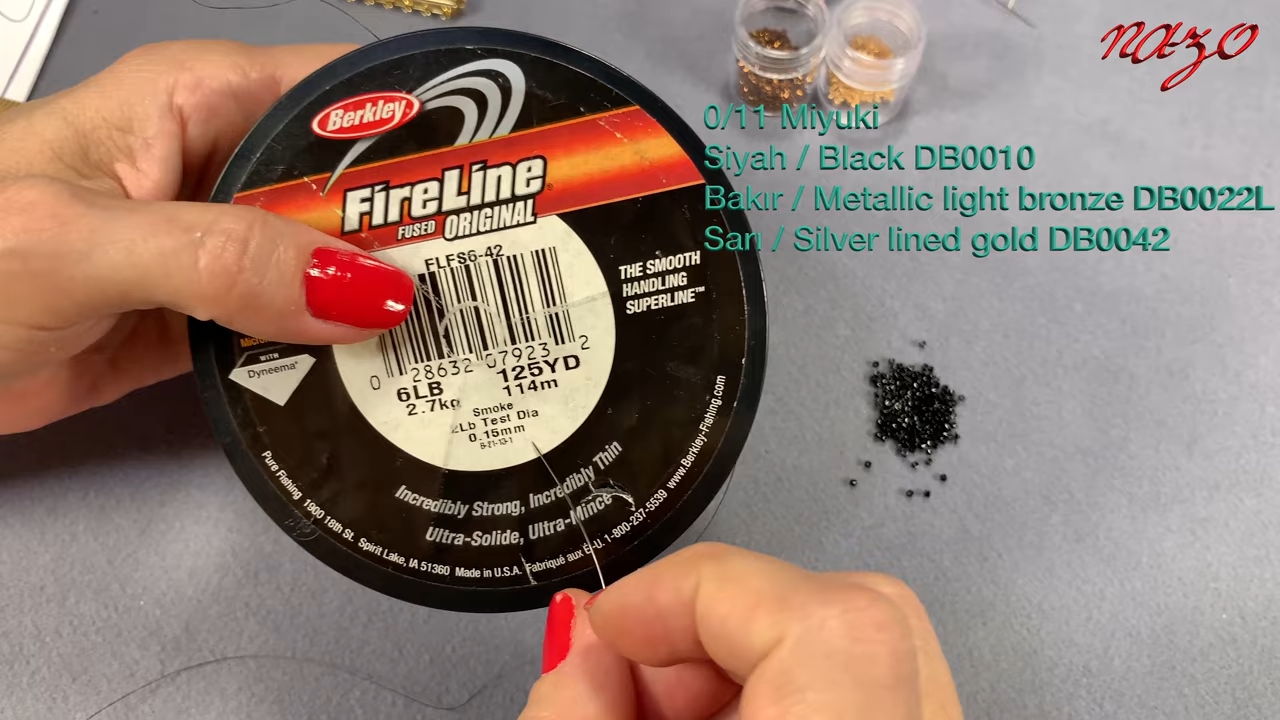 nazo
0/11 Miyuki
Siyah / Black DB0010
Bakır / Metallic light bronze DB0022L
Sarı / Silver lined gold DB0042
Berkley
FireLine
FUSED ORIGINAL
FLFS6-42
THE SMOOTH
HANDLING
SUPERLINE™
WITH
Dyneema®
0 28632 07923 2
6LB 125YD
2.7kg 114m
Smoke
Lb Test Dia
0.15mm
Incredibly Strong, Incredibly Thin
Ultra-Solide, Ultra-Mince
Pure Fishing 1900 18th St. Spirit Lake, IA 51360 Made in U.S.A. Fabriqué aux É-U. 1-800-237-5539 www.Berkley-Fishing.com